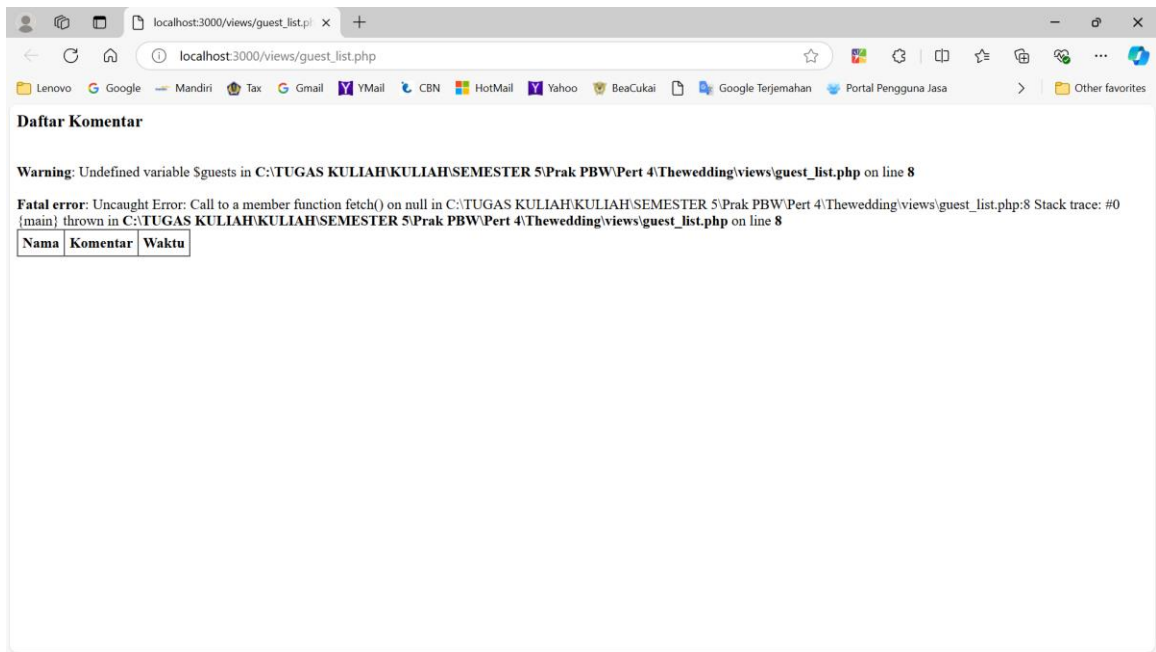 localhost:3000/views/guest_list.p
localhost:3000/views/guest_list.php
Lenovo Google Mandiri Tax Gmail YMail CBN HotMail Yahoo BeaCukai Google Terjemahan Portal Pengguna Jasa Other favorites
Daftar Komentar
Warning: Undefined variable $guests in C:\TUGAS KULIAH\KULIAH\SEMESTER 5\Prak PBW\Pert 4\Thewedding\views\guest_list.php on line 8
Fatal error: Uncaught Error: Call to a member function fetch() on null in C:\TUGAS KULIAH\KULIAH\SEMESTER 5\Prak PBW\Pert 4\Thewedding\views\guest_list.php:8 Stack trace: #0
{main} thrown in C:\TUGAS KULIAH\KULIAH\SEMESTER 5\Prak PBW\Pert 4\Thewedding\views\guest_list.php on line 8
Nama Komentar Waktu